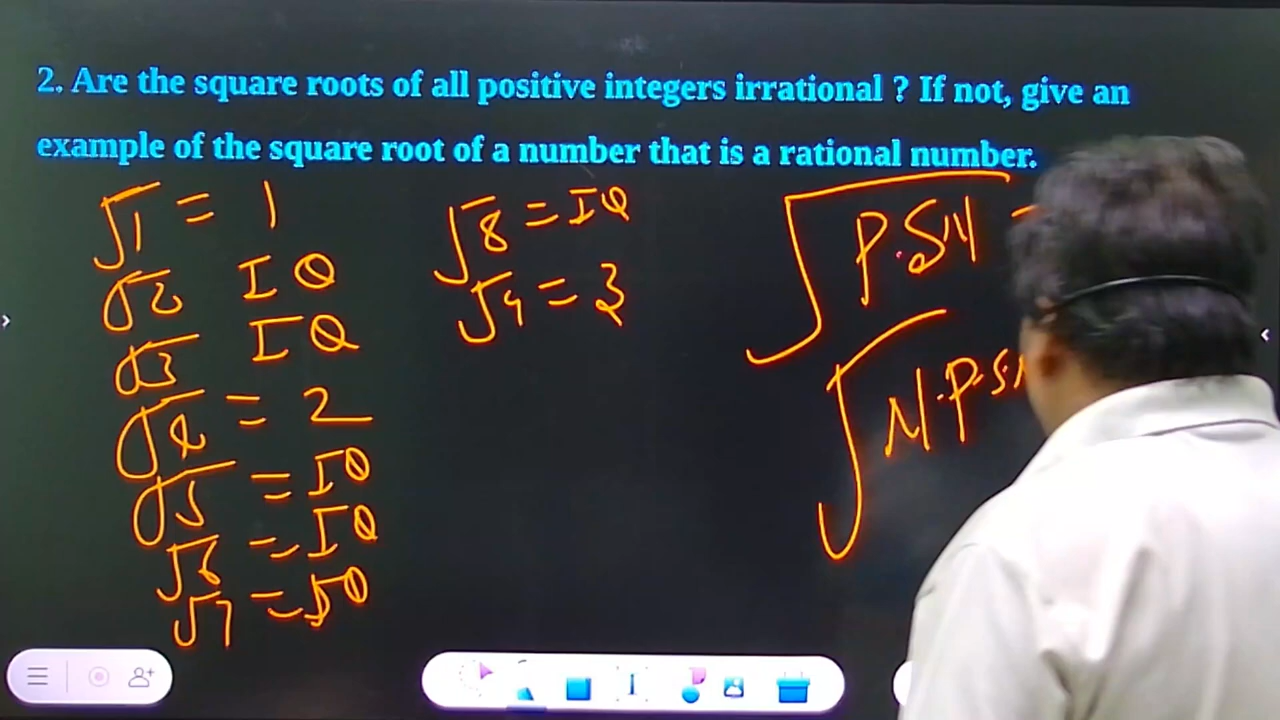 2. Are the square roots of all positive integers irrational ? If not, give an
example of the square root of a number that is a rational number.
√1 = 1
√2 IQ
√3 IQ
√4 = 2
√5 = IQ
√6 = IQ
√7 = IQ
√8 = IQ
√9 = 3
√P.SN =
√N.P.S.N